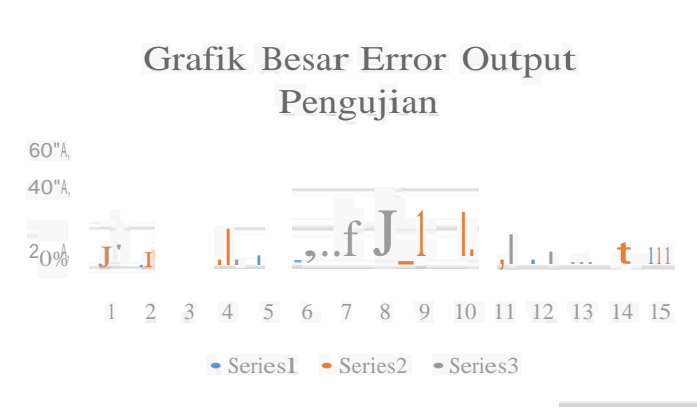 Grafik Besar Error Output
Pengujian
60"A,
40"A,
20%
1 2 3 4 5 6 7 8 9 10 11 12 13 14 15
Series1 Series2 Series3